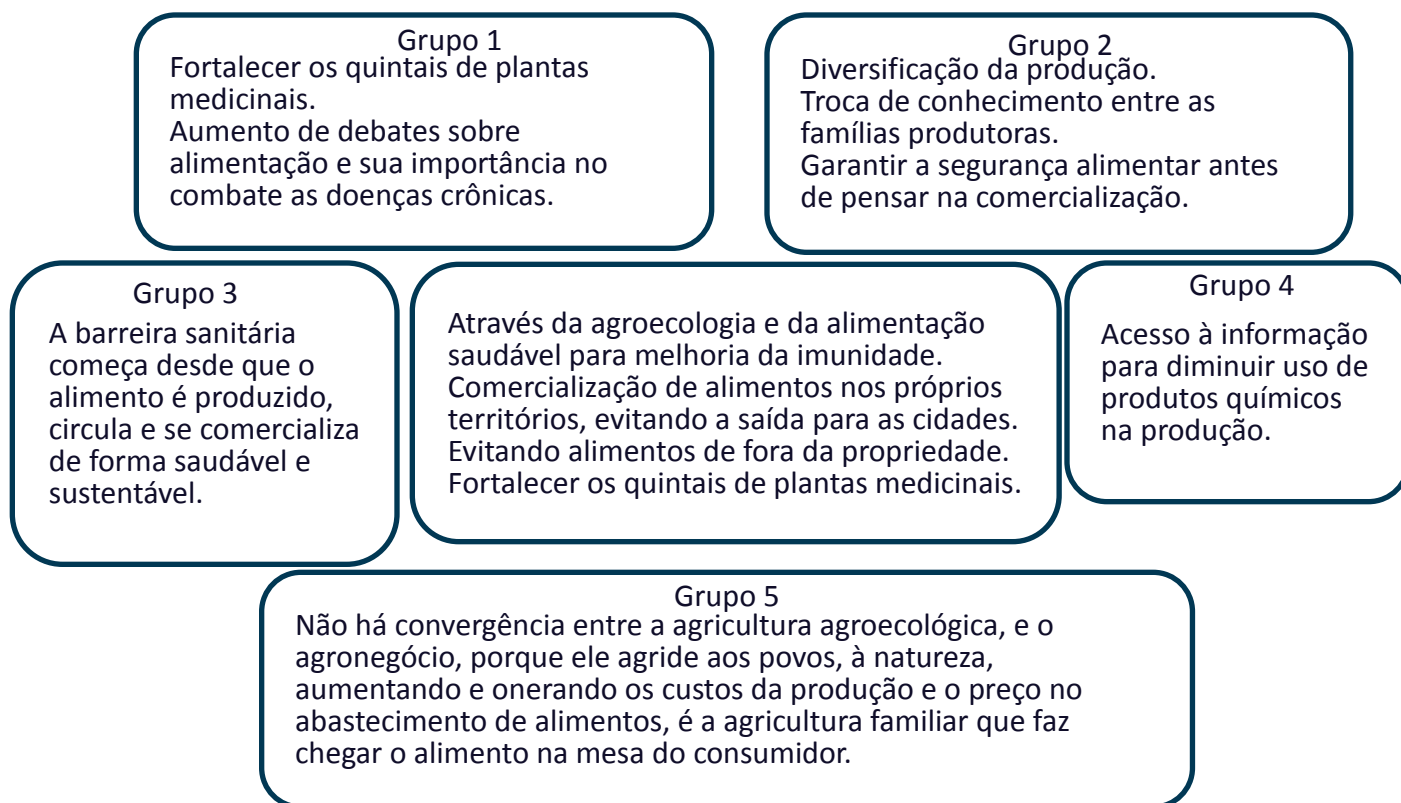 Grupo 1
Fortalecer os quintais de plantas
medicinais.
Aumento de debates sobre
alimentação e sua importância no
combate as doenças crônicas.
Grupo 2
Diversificação da produção.
Troca de conhecimento entre as
famílias produtoras.
Garantir a segurança alimentar antes
de pensar na comercialização.
Grupo 3
A barreira sanitária
começa desde que o
alimento é produzido,
circula e se comercializa
de forma saudável e
sustentável.
Através da agroecologia e da alimentação
saudável para melhoria da imunidade.
Comercialização de alimentos nos próprios
territórios, evitando a saída para as cidades.
Evitando alimentos de fora da propriedade.
Fortalecer os quintais de plantas medicinais.
Grupo 4
Acesso à informação
para diminuir uso de
produtos químicos
na produção.
Grupo 5
Não há convergência entre a agricultura agroecológica, e o
agronegócio, porque ele agride aos povos, à natureza,
aumentando e onerando os custos da produção e o preço no
abastecimento de alimentos, é a agricultura familiar que faz
chegar o alimento na mesa do consumidor.